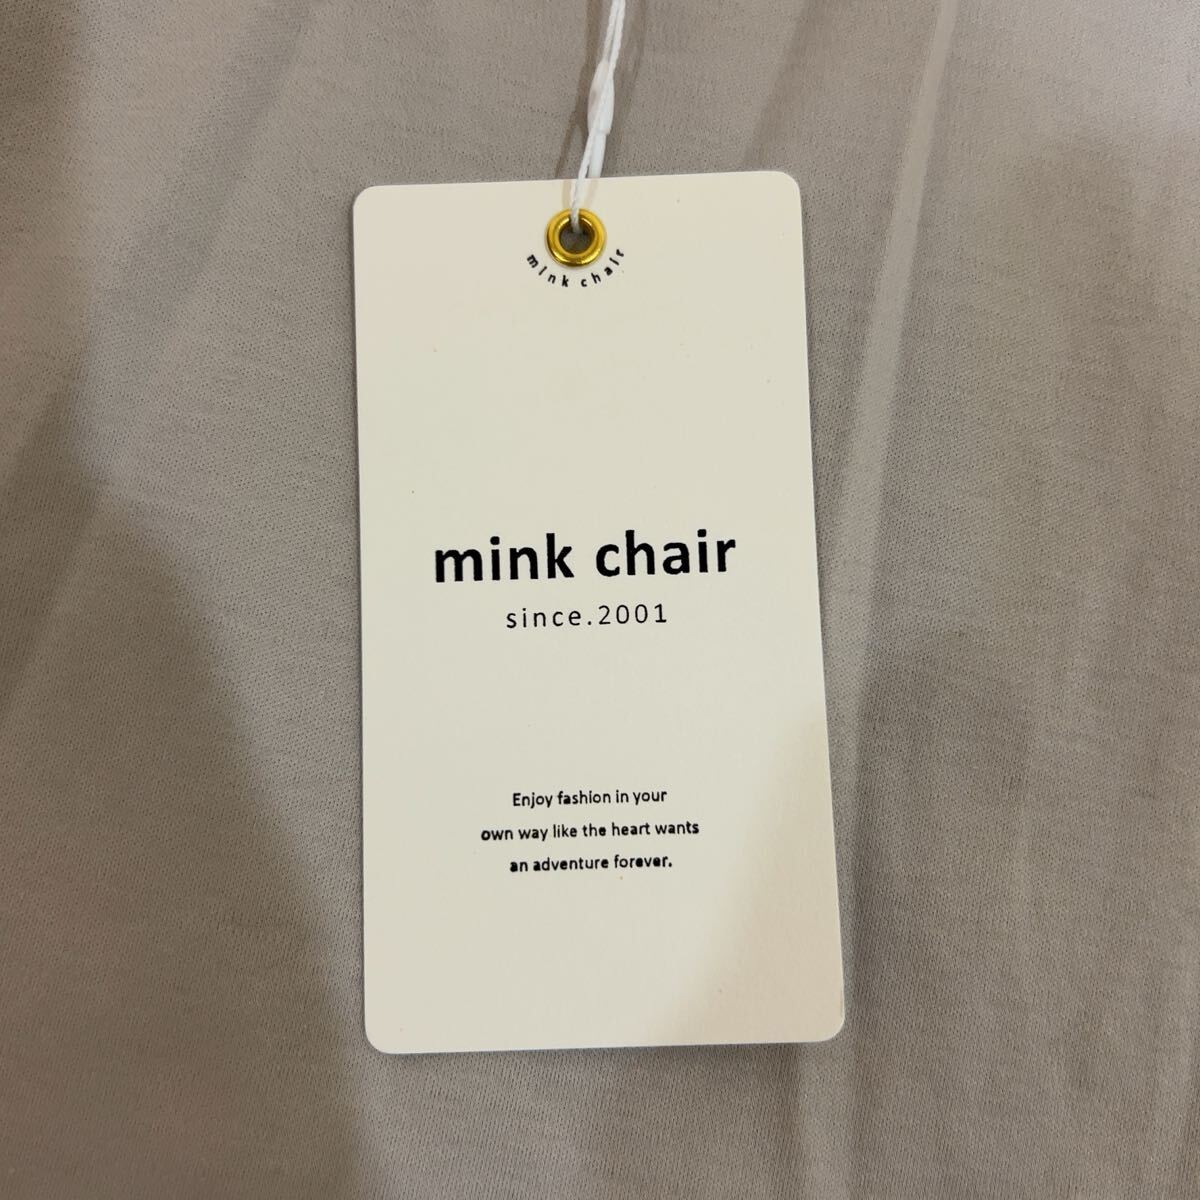 mink chair
mink chair
since.2001
Enjoy fashion in your
own way like the heart wants
an adventure forever.